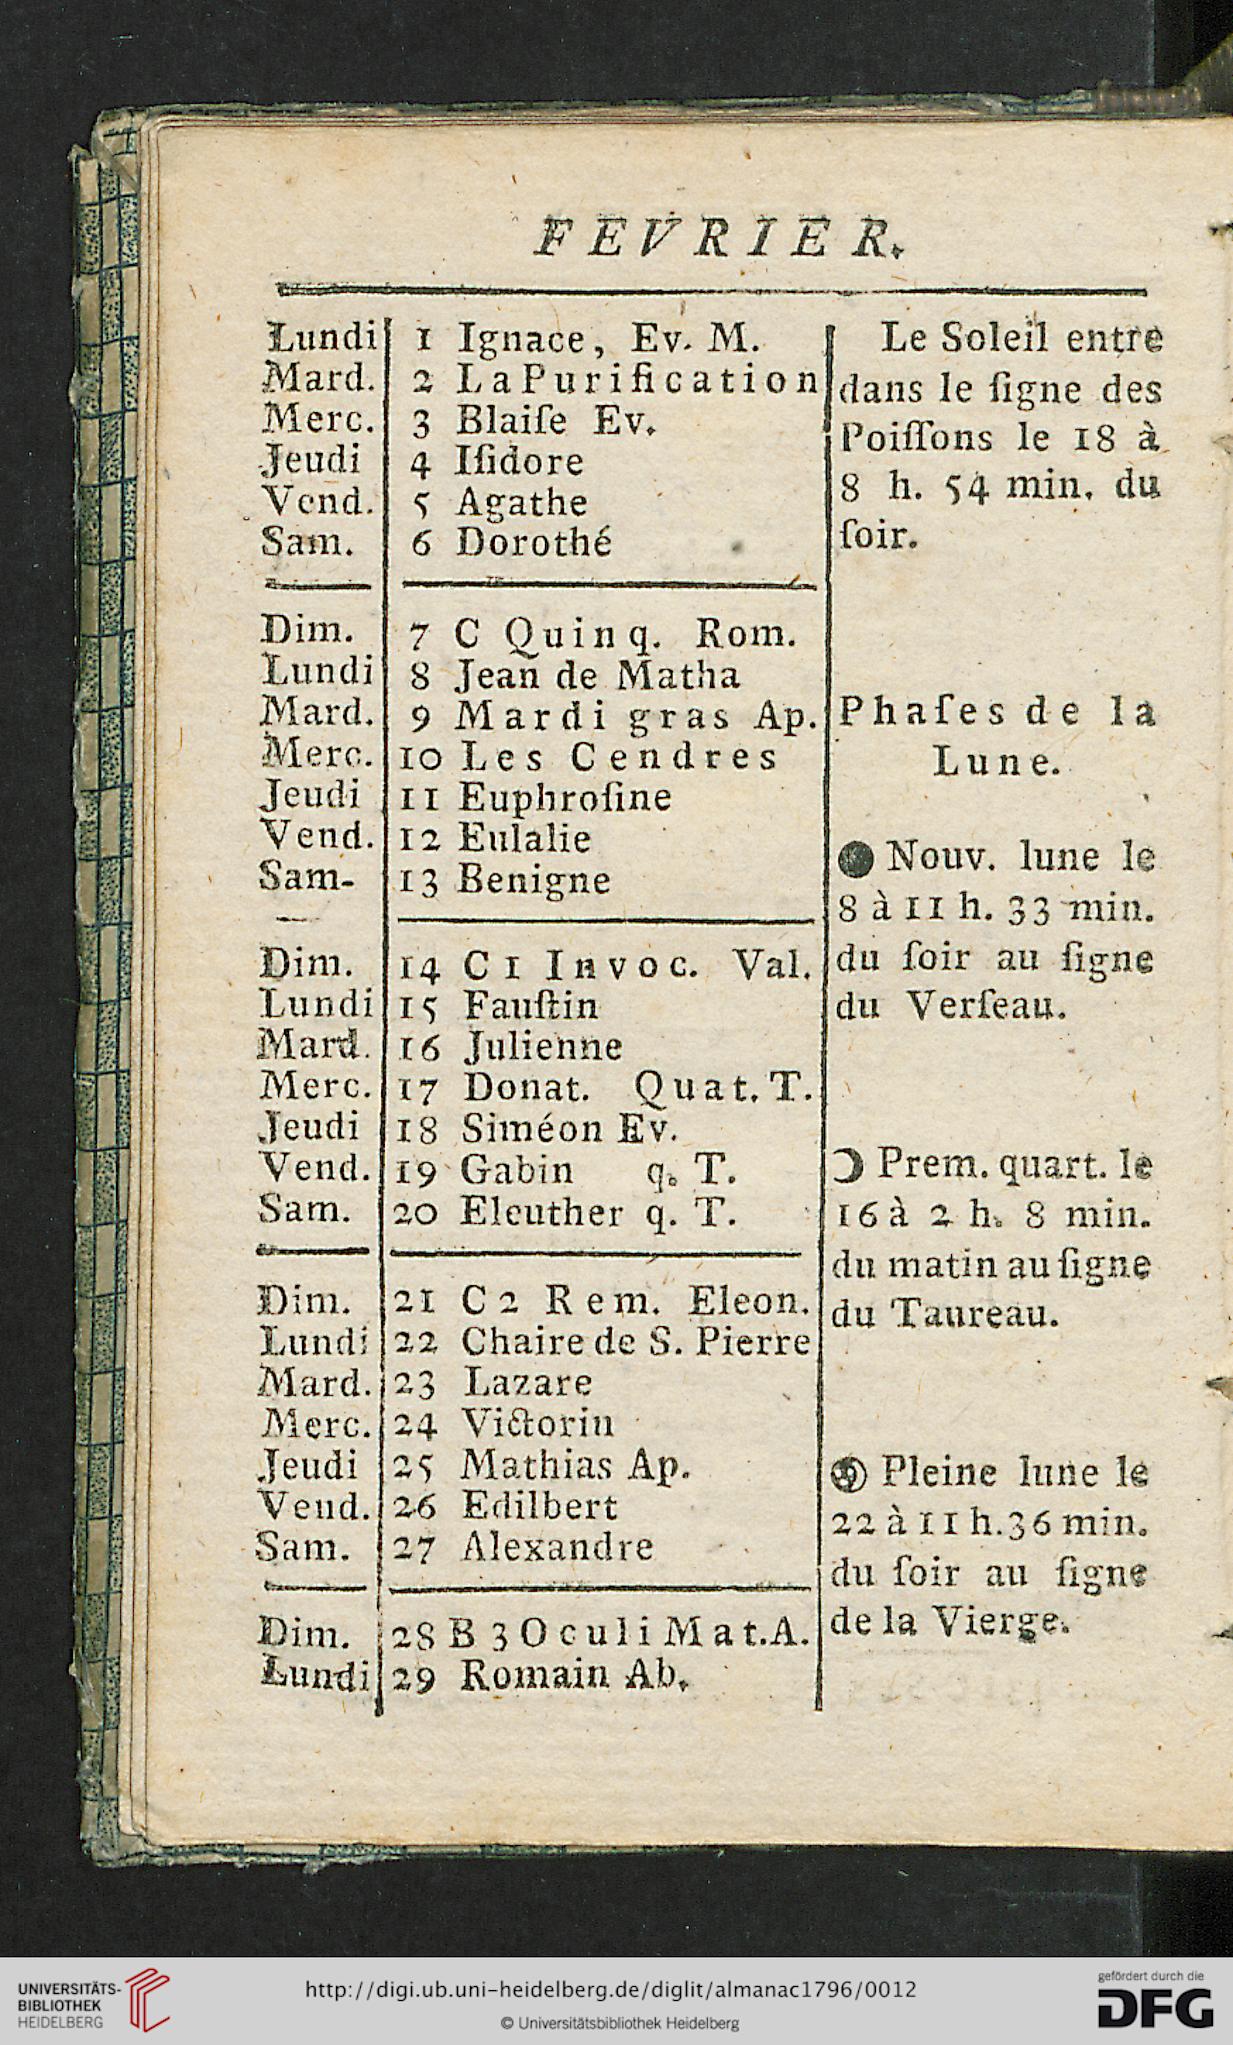 FEVRIER.
Lundi 1 Ignace, Ev. M.
Mard. 2 La Purification
Merc. 3 Blaiſe Ev.
Jeudi 4 Iſidore
Vend. 5 Agathe
Sam. 6 Dorothé
Dim. 7 C Quinq. Rom.
Lundi 8 Jean de Matha
Mard. 9 Mardi gras Ap.
Merc. 10 Les Cendres
Jeudi 11 Euphroſine
Vend. 12 Eulalie
Sam- 13 Benigne
Dim. 14 C 1 Invoc. Val.
Lundi 15 Fauſtin
Mard. 16 Julienne
Merc. 17 Donat. Quat. T.
Jeudi 18 Siméon Ev.
Vend. 19 Gabin q. T.
Sam. 20 Eleuther q. T.
Dim. 21 C 2 Rem. Eleon.
Lundi 22 Chaire de S. Pierre
Mard. 23 Lazare
Merc. 24 Victorin
Jeudi 25 Mathias Ap.
Vend. 26 Edilbert
Sam. 27 Alexandre
Dim. 28 B 3 Oculi Mat. A.
Lundi 29 Romain Ab.
Le Soleil entre
dans le ſigne des
Poiſſons le 18 à
8 h. 54 min. du
ſoir.
Phaſes de la
Lune.
Nouv. lune le
8 à 11 h. 33 min.
du ſoir au ſigne
du Verſeau.
Prem. quart. le
16 à 2 h. 8 min.
du matin au ſigne
du Taureau.
Pleine lune le
22 à 11 h. 36 min.
du ſoir au ſigne
de la Vierge.
UNIVERSITÄTS-
BIBLIOTHEK
HEIDELBERG
http://digi.ub.uni-heidelberg.de/diglit/almanac1796/0012
© Universitätsbibliothek Heidelberg
gefördert durch die
DFG